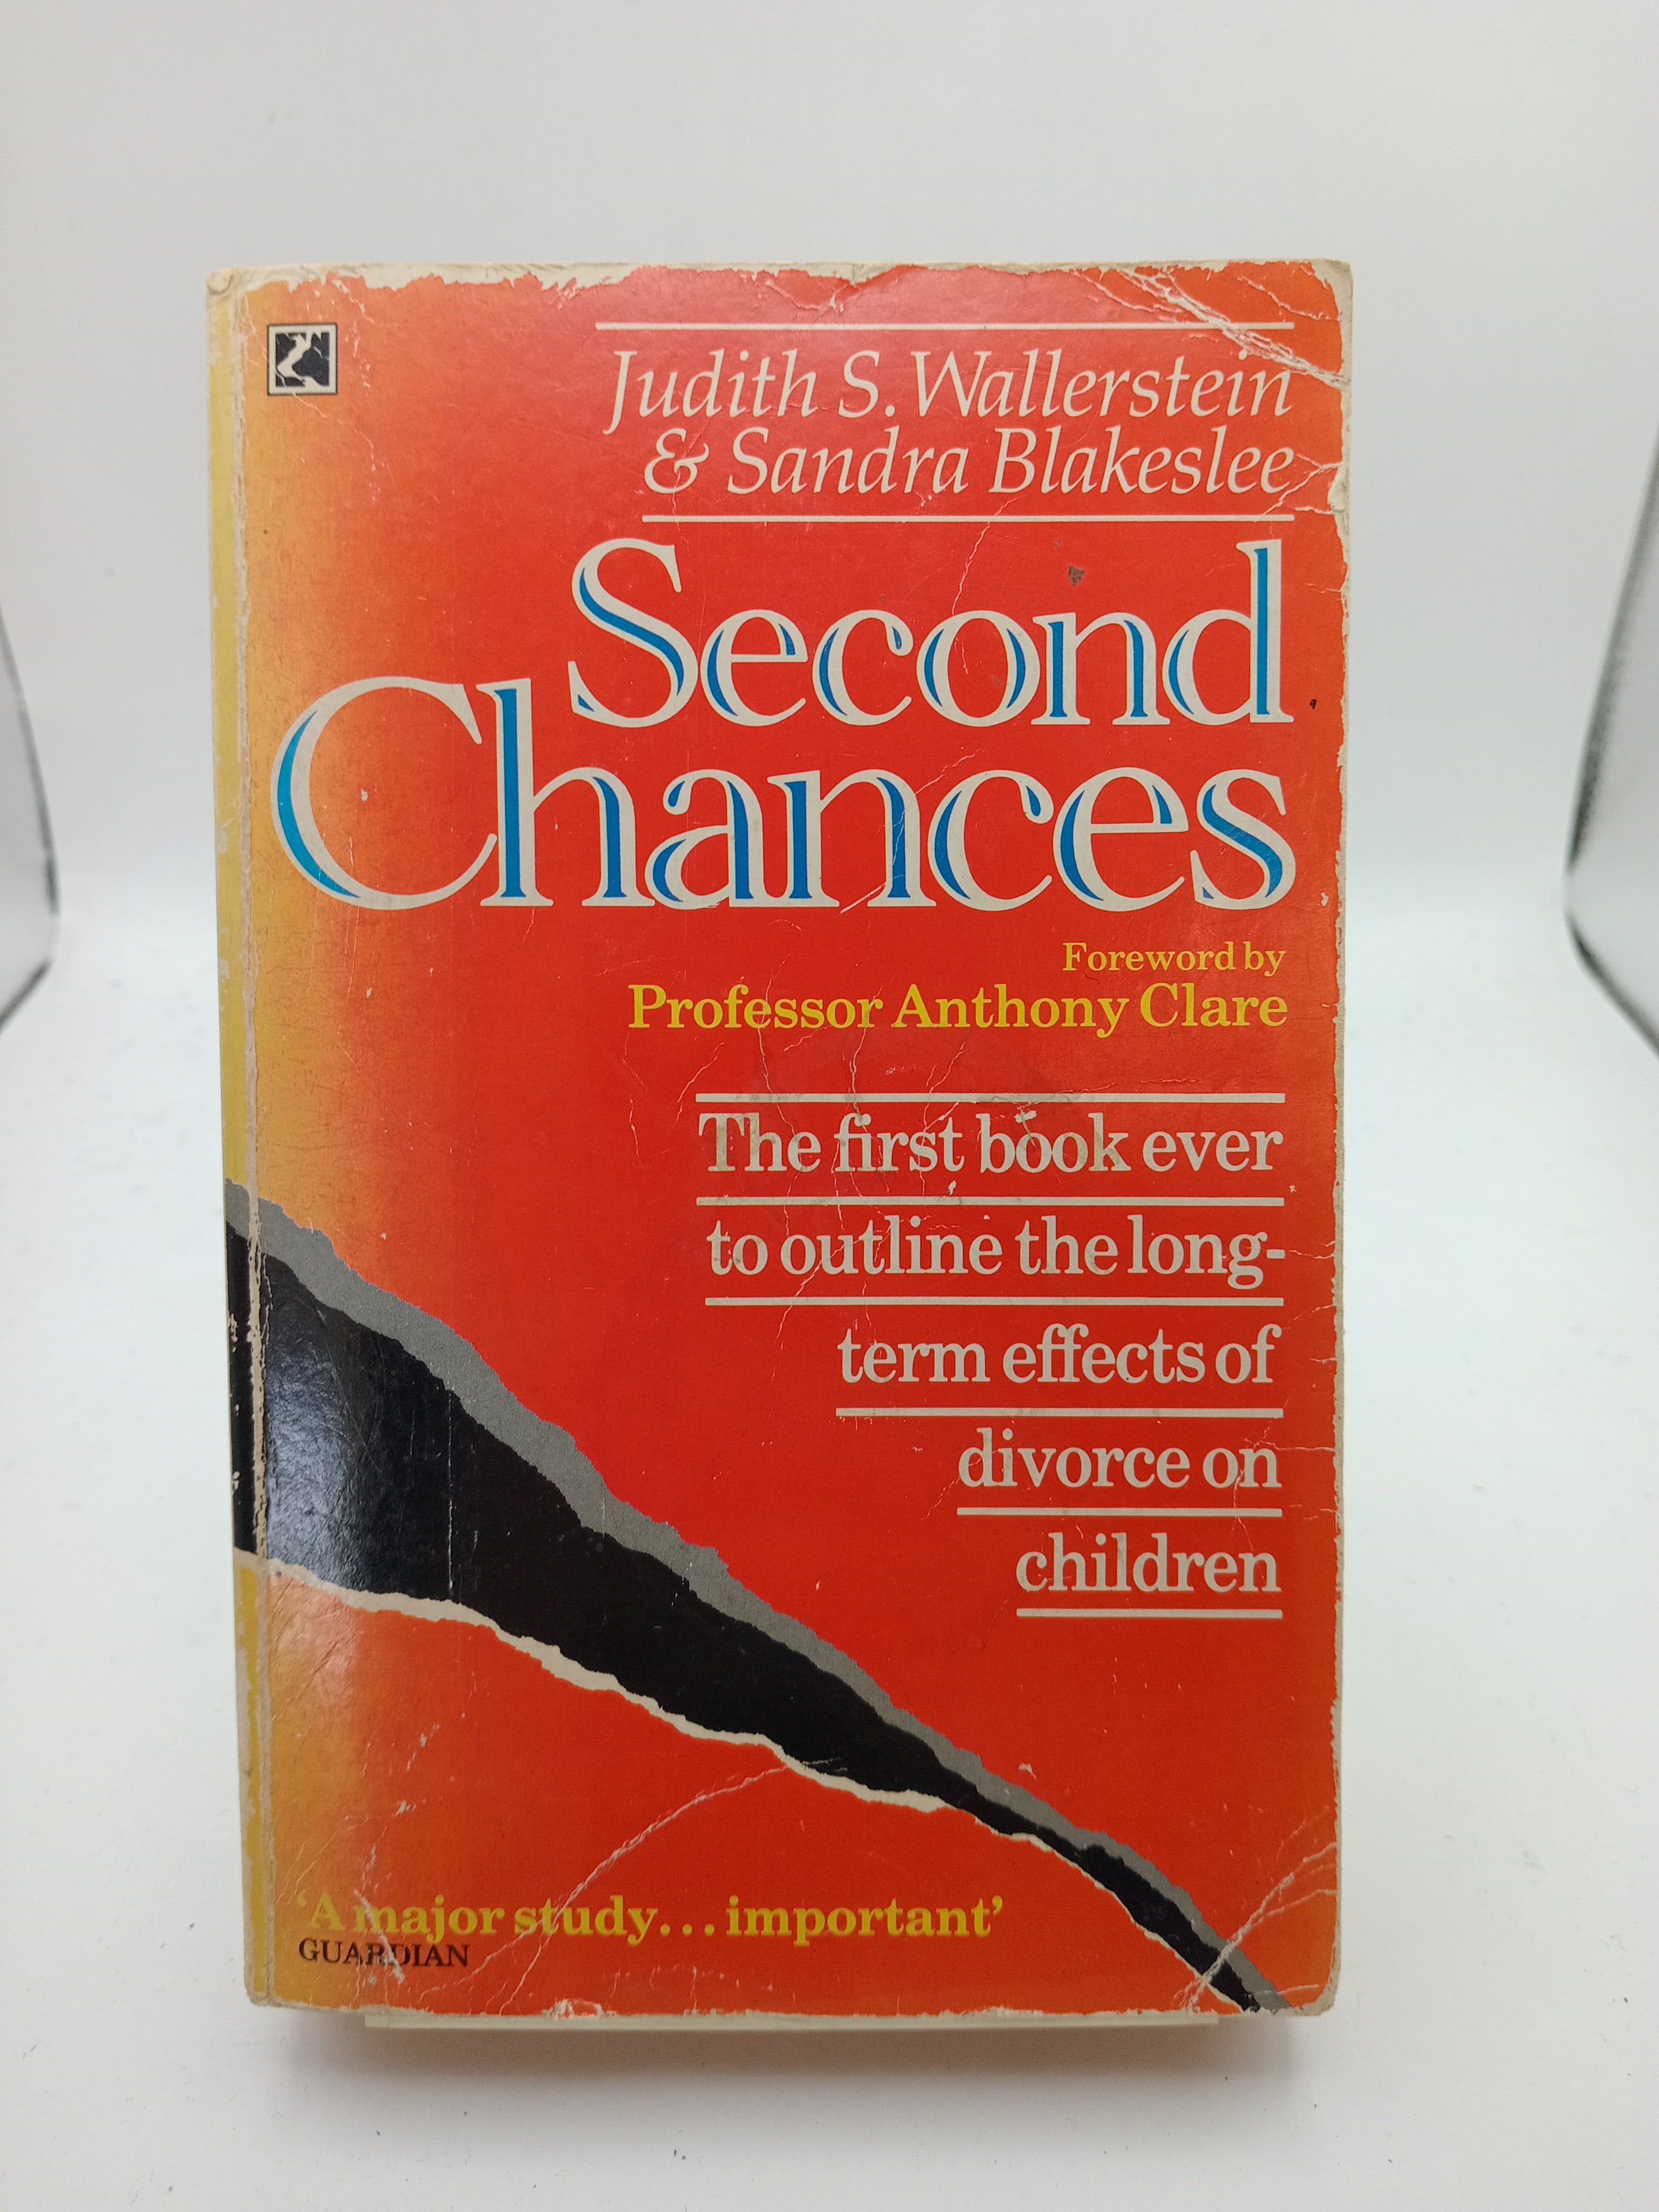 Judith S. Wallerstein
& Sandra Blakeslee
Second
Chances
Foreword by
Professor Anthony Clare
The first book ever
to outline the long-
term effects of
divorce on
children
‘A major study... important’
GUARDIAN